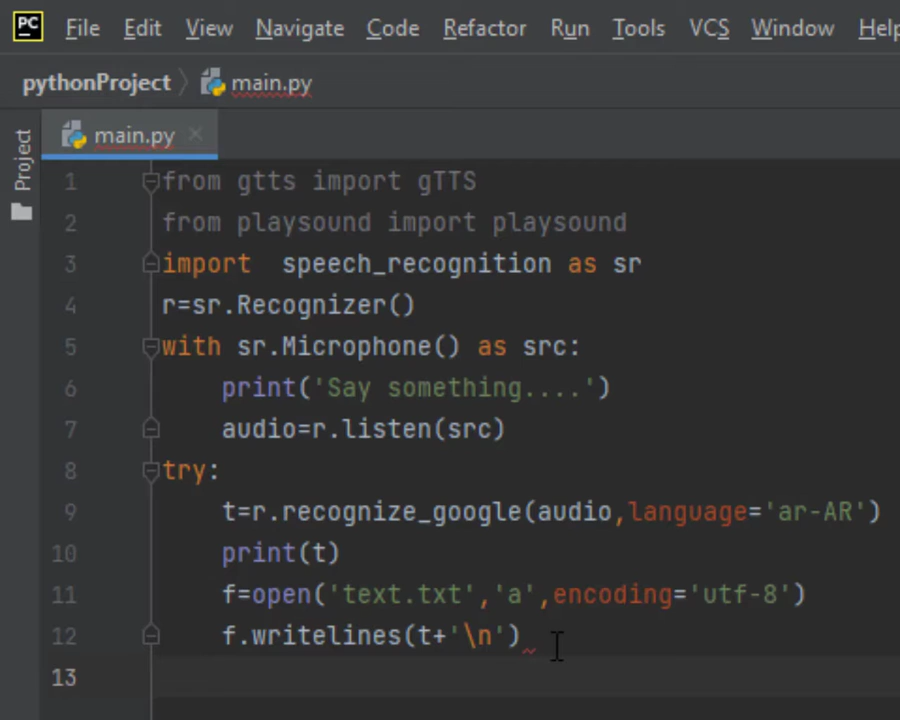 PC File Edit View Navigate Code Refactor Run Tools VCS Window Help
pythonProject main.py
main.py
Project
1 from gtts import gTTS
2 from playsound import playsound
3 import  speech_recognition as sr
4 r=sr.Recognizer()
5 with sr.Microphone() as src:
6     print('Say something....')
7     audio=r.listen(src)
8 try:
9     t=r.recognize_google(audio,language='ar-AR')
10     print(t)
11     f=open('text.txt','a',encoding='utf-8')
12     f.writelines(t+'\n')
13